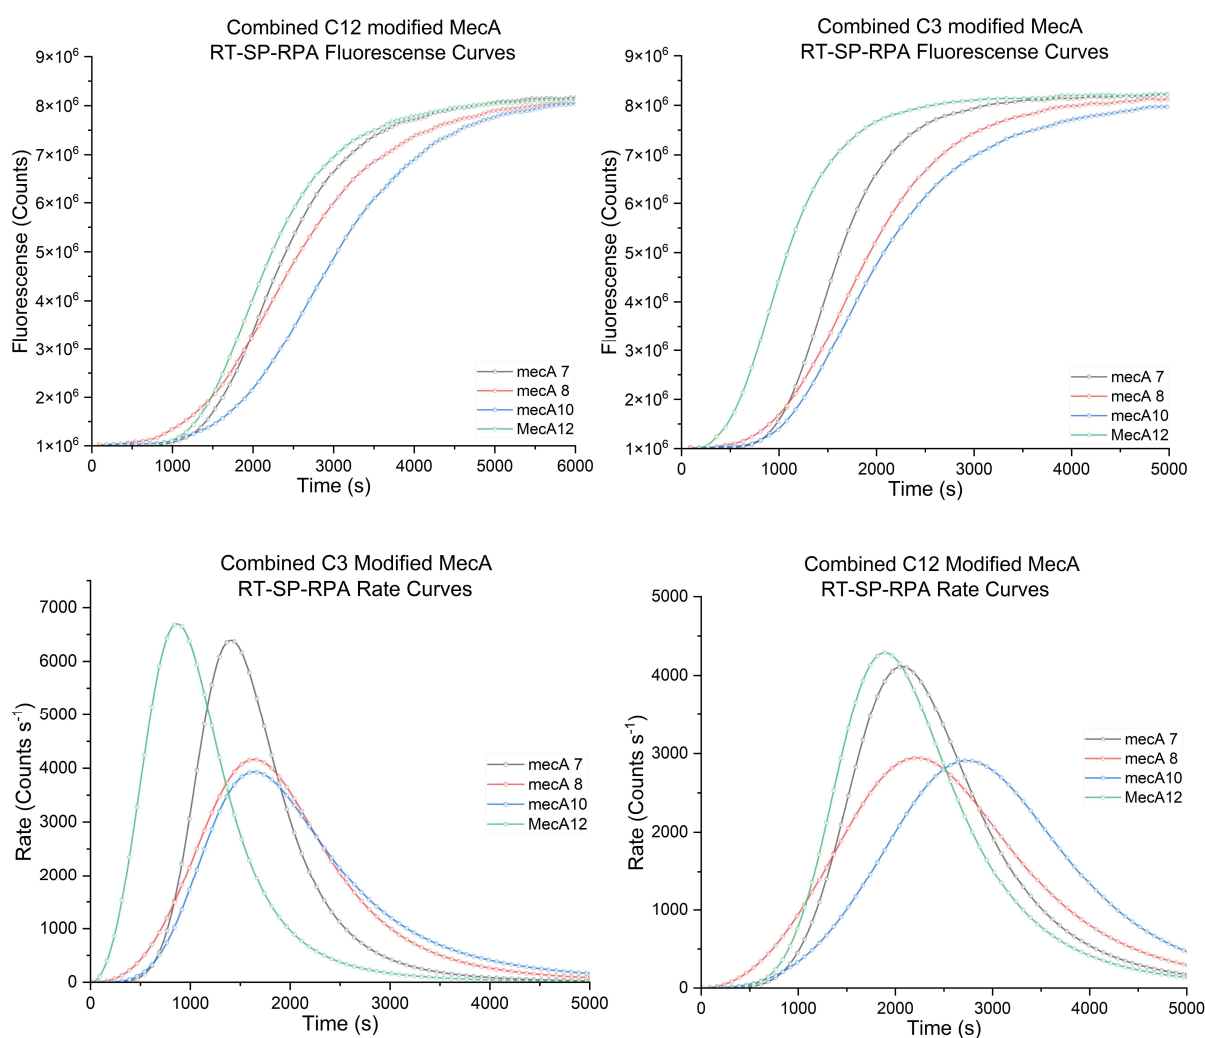 Combined C12 modified MecA
RT-SP-RPA Fluorescense Curves
9×10⁶
8×10⁶
7×10⁶
6×10⁶
5×10⁶
4×10⁶
3×10⁶
2×10⁶
1×10⁶
Fluorescense (Counts)
mecA 7
mecA 8
mecA10
MecA12
0 1000 2000 3000 4000 5000 6000
Time (s)
Combined C3 modified MecA
RT-SP-RPA Fluorescense Curves
9×10⁶
8×10⁶
7×10⁶
6×10⁶
5×10⁶
4×10⁶
3×10⁶
2×10⁶
1×10⁶
Fluorescense (Counts)
mecA 7
mecA 8
mecA10
MecA12
0 1000 2000 3000 4000 5000
Time (s)
Combined C3 Modified MecA
RT-SP-RPA Rate Curves
7000
6000
5000
4000
3000
2000
1000
0
Rate (Counts s⁻¹)
mecA 7
mecA 8
mecA10
MecA12
0 1000 2000 3000 4000 5000
Time (s)
Combined C12 Modified MecA
RT-SP-RPA Rate Curves
5000
4000
3000
2000
1000
0
Rate (Counts s⁻¹)
mecA 7
mecA 8
mecA10
MecA12
0 1000 2000 3000 4000 5000
Time (s)